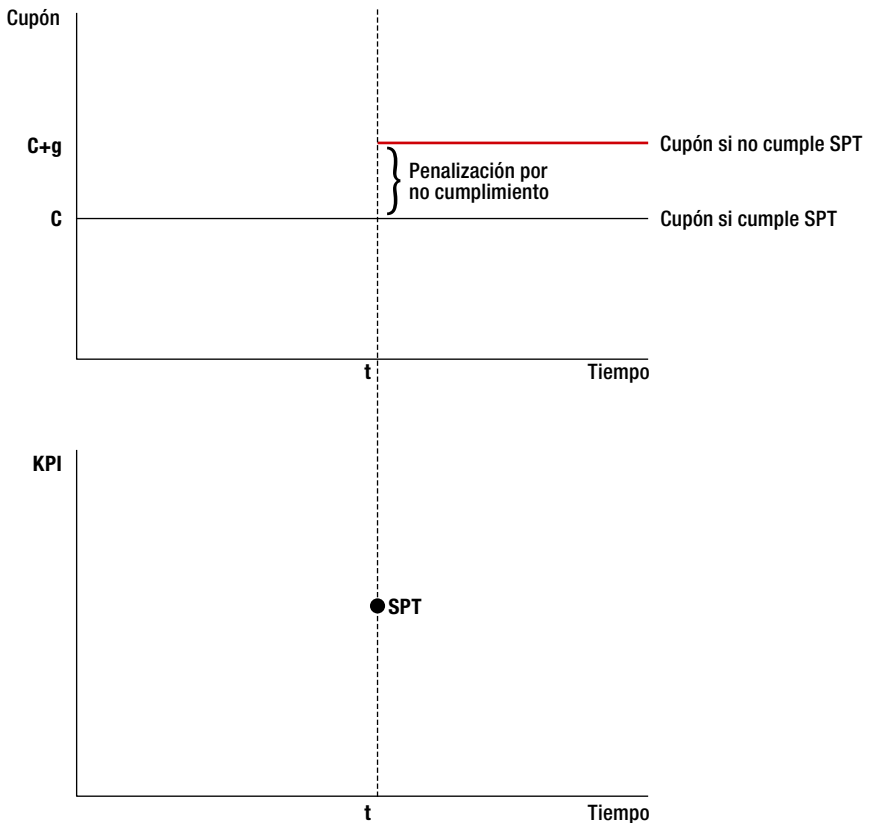 Cupón
C+g
Cupón si no cumple SPT
}
Penalización por
no cumplimiento
C
Cupón si cumple SPT
t
Tiempo
KPI
SPT
t
Tiempo